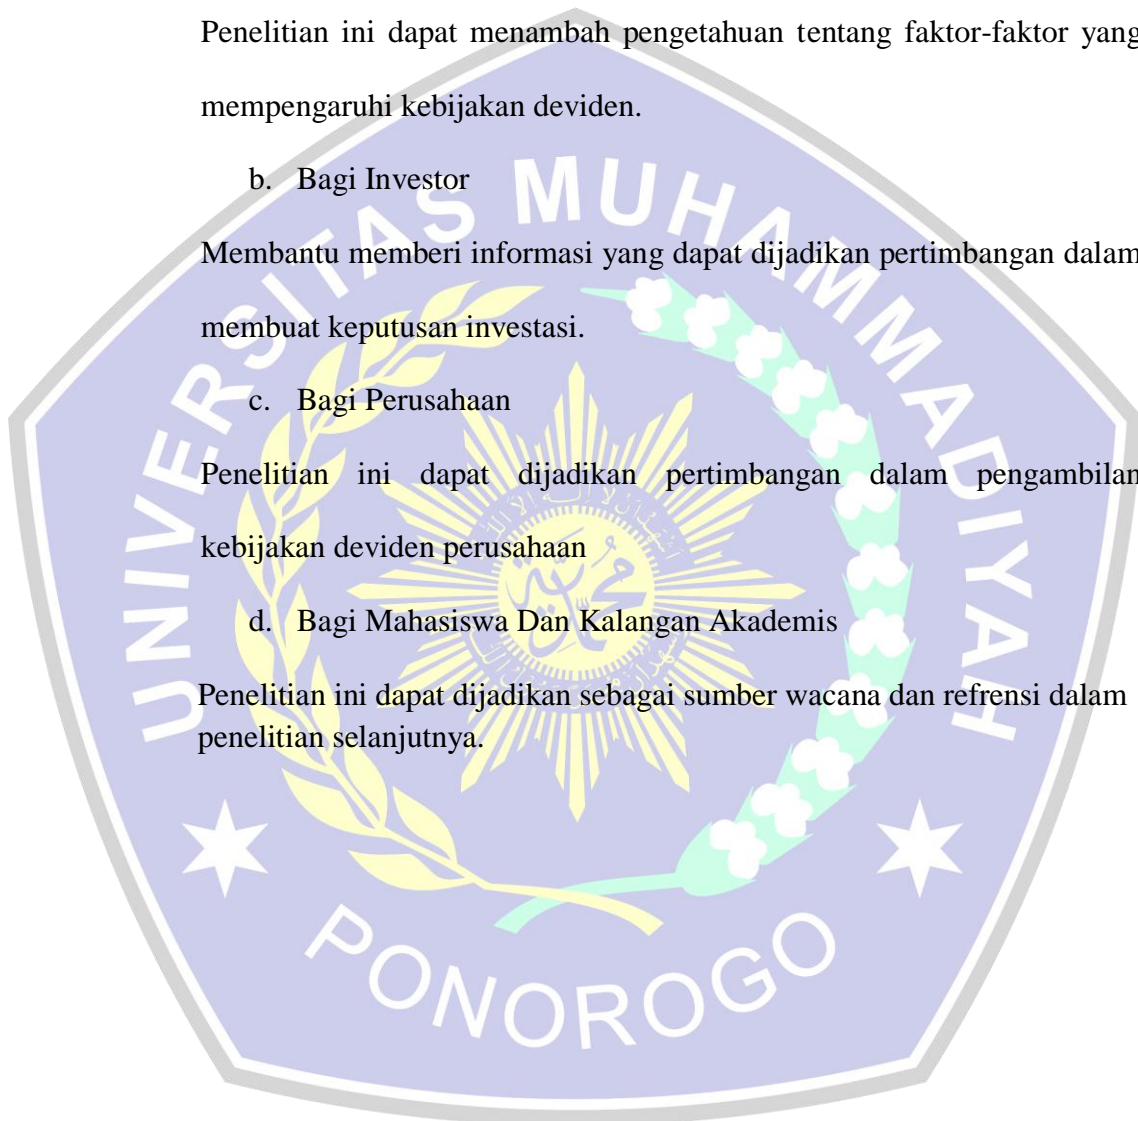 Penelitian ini dapat menambah pengetahuan tentang faktor-faktor yang
mempengaruhi kebijakan deviden.
b. Bagi Investor
Membantu memberi informasi yang dapat dijadikan pertimbangan dalam
membuat keputusan investasi.
c. Bagi Perusahaan
Penelitian ini dapat dijadikan pertimbangan dalam pengambilan
kebijakan deviden perusahaan
d. Bagi Mahasiswa Dan Kalangan Akademis
Penelitian ini dapat dijadikan sebagai sumber wacana dan refrensi dalam
penelitian selanjutnya.
UNIVERSITAS MUHAMMADIYAH
PONOROGO